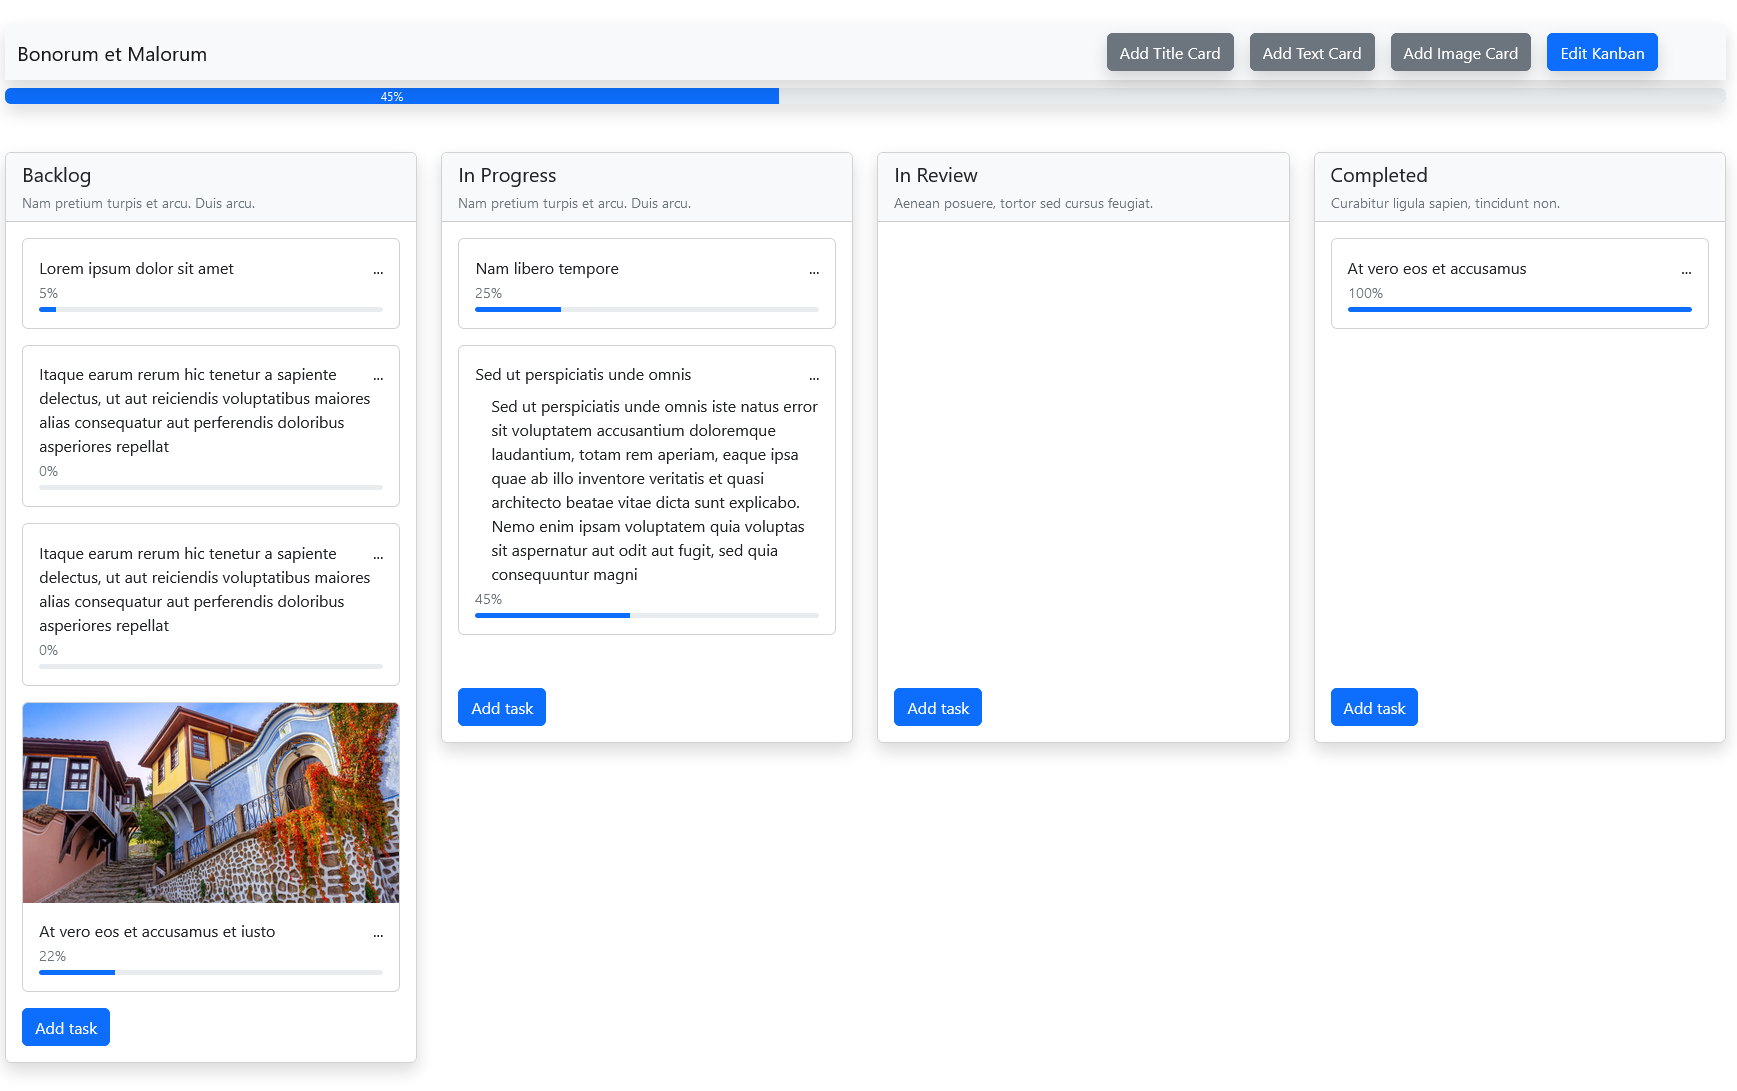 Bonorum et Malorum
Add Title Card
Add Text Card
Add Image Card
Edit Kanban
45%
Backlog
Nam pretium turpis et arcu. Duis arcu.
Lorem ipsum dolor sit amet
...
5%
Itaque earum rerum hic tenetur a sapiente
...
delectus, ut aut reiciendis voluptatibus maiores
alias consequatur aut perferendis doloribus
asperiores repellat
0%
Itaque earum rerum hic tenetur a sapiente
...
delectus, ut aut reiciendis voluptatibus maiores
alias consequatur aut perferendis doloribus
asperiores repellat
0%
At vero eos et accusamus et iusto
...
22%
Add task
In Progress
Nam pretium turpis et arcu. Duis arcu.
Nam libero tempore
...
25%
Sed ut perspiciatis unde omnis
...
Sed ut perspiciatis unde omnis iste natus error
sit voluptatem accusantium doloremque
laudantium, totam rem aperiam, eaque ipsa
quae ab illo inventore veritatis et quasi
architecto beatae vitae dicta sunt explicabo.
Nemo enim ipsam voluptatem quia voluptas
sit aspernatur aut odit aut fugit, sed quia
consequuntur magni
45%
Add task
In Review
Aenean posuere, tortor sed cursus feugiat.
Add task
Completed
Curabitur ligula sapien, tincidunt non.
At vero eos et accusamus
...
100%
Add task